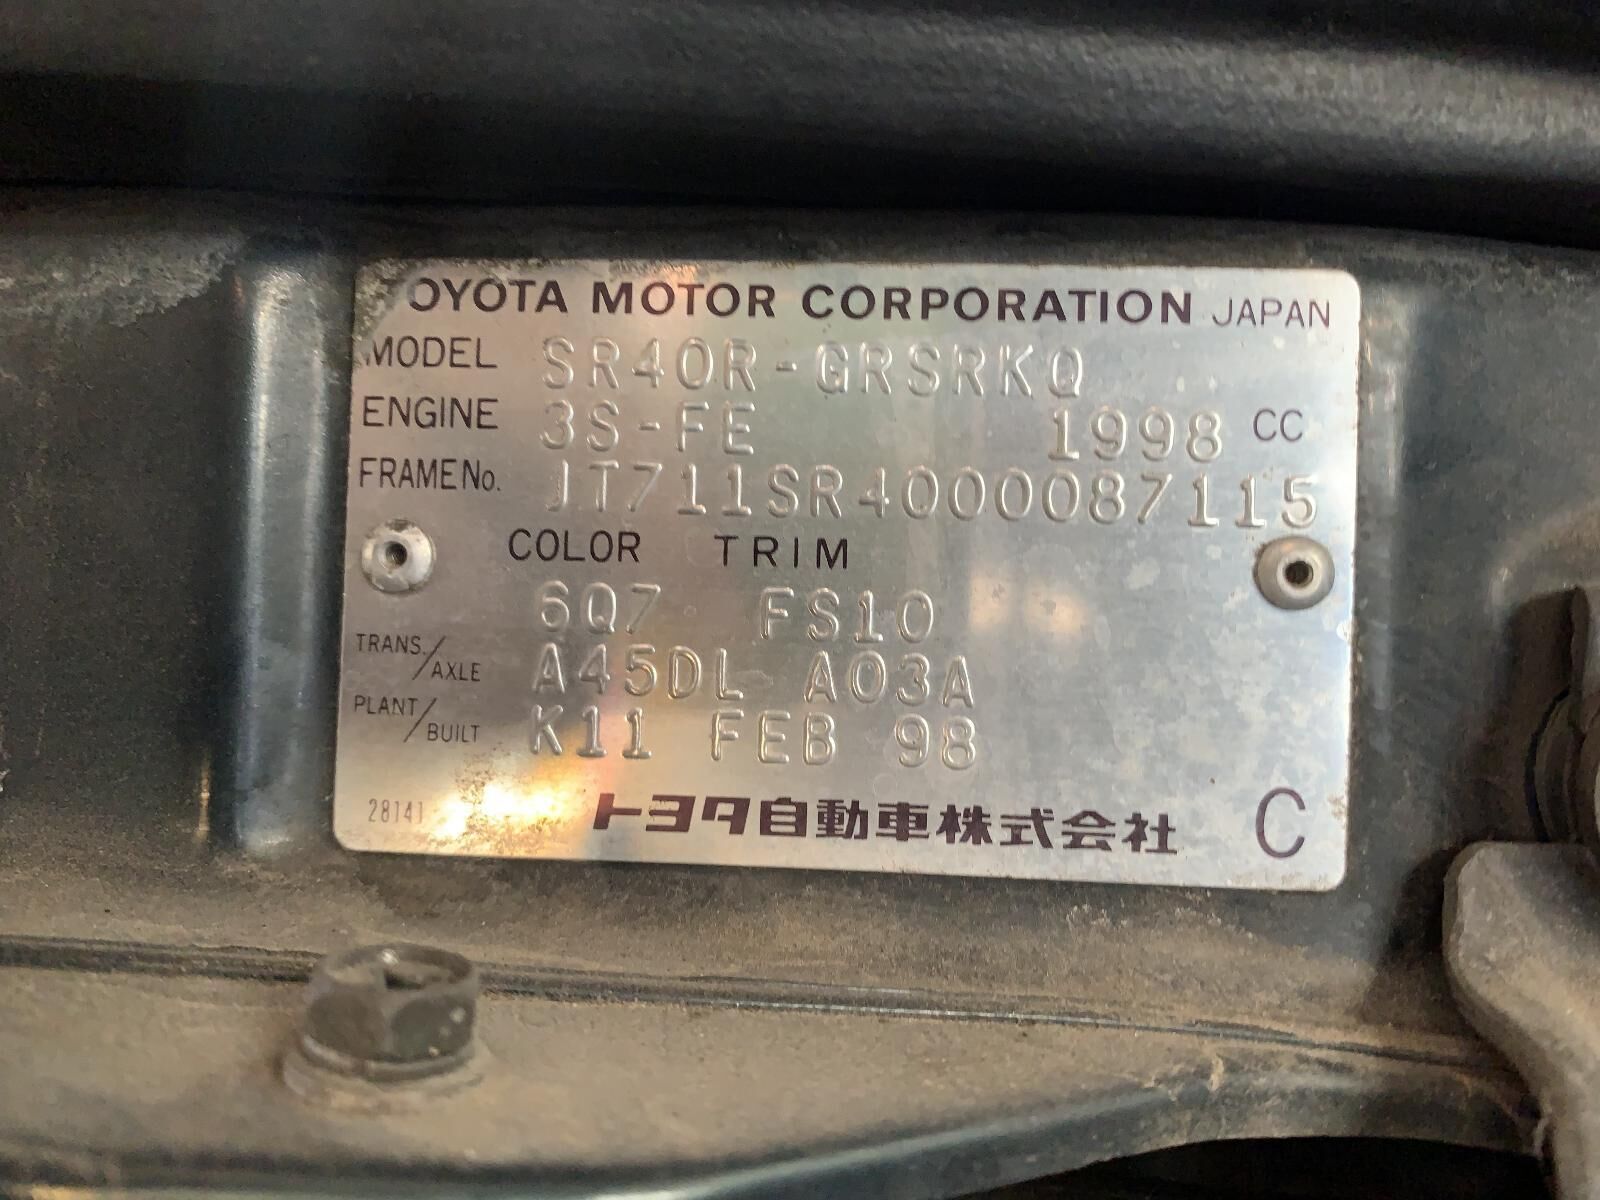 TOYOTA MOTOR CORPORATION JAPAN
MODEL SR40R-GRSRKQ
ENGINE 3S-FE 1998 CC
FRAME No. JT711SR4000087115
COLOR TRIM
6Q7 FS10
TRANS./AXLE A45DL A03A
PLANT/BUILT K11 FEB 98
28141 トヨタ自動車株式会社 C